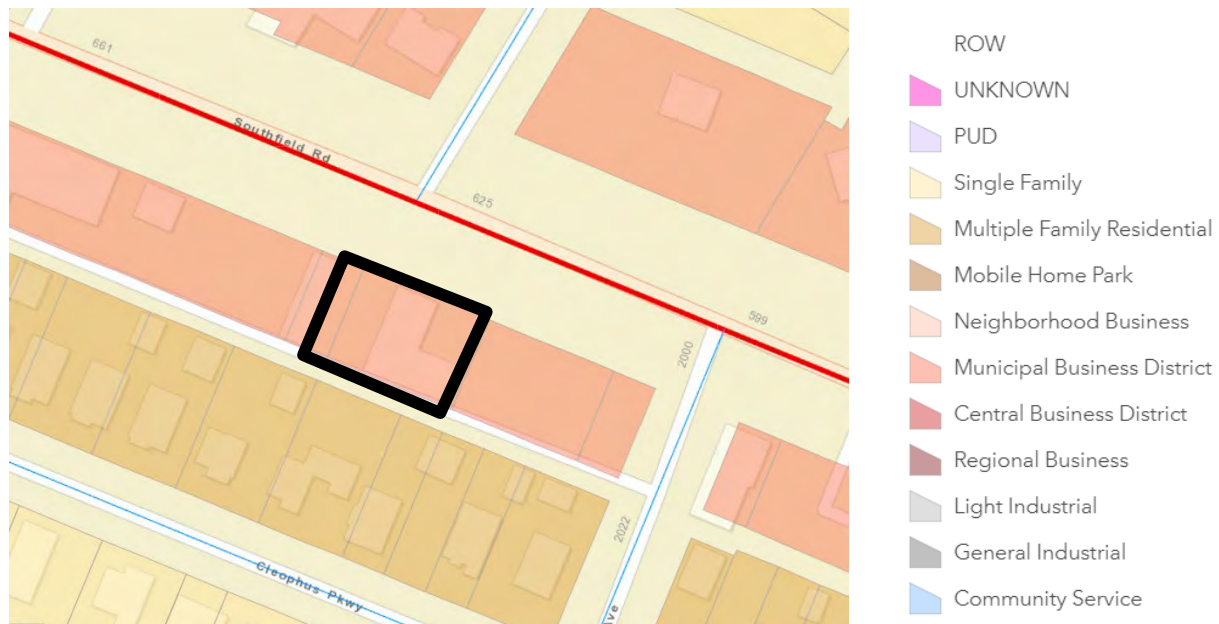 661
Southfield Rd
625
599
2000
2022
Cleophus Pkwy
Ave
ROW
UNKNOWN
PUD
Single Family
Multiple Family Residential
Mobile Home Park
Neighborhood Business
Municipal Business District
Central Business District
Regional Business
Light Industrial
General Industrial
Community Service